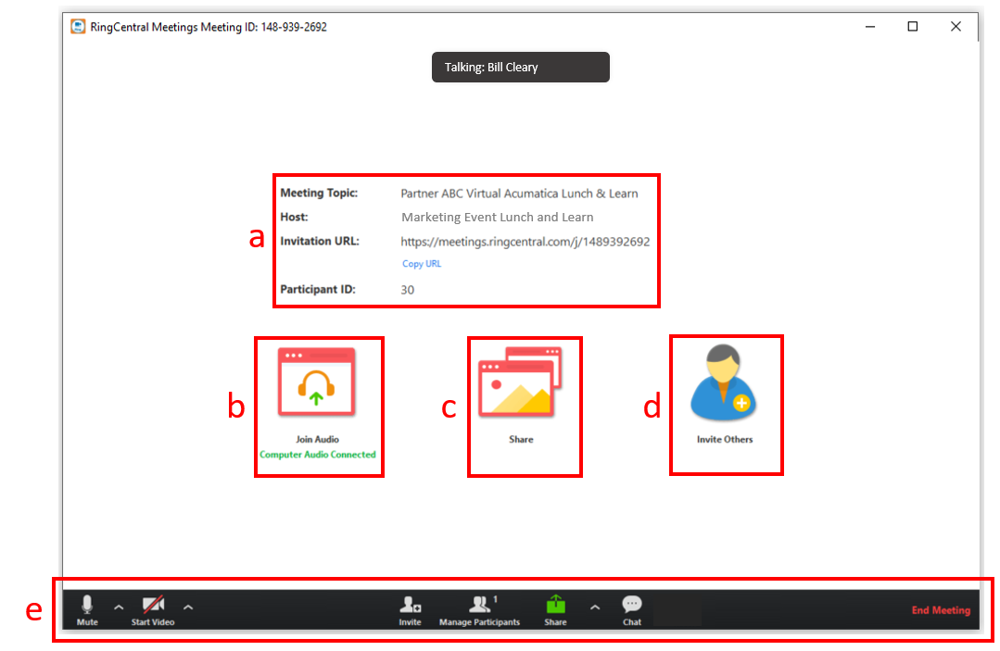 RingCentral Meetings Meeting ID: 148-939-2692
Talking: Bill Cleary
a
Meeting Topic: Partner ABC Virtual Acumatica Lunch & Learn
Host: Marketing Event Lunch and Learn
Invitation URL: https://meetings.ringcentral.com/j/1489392692
Copy URL
Participant ID: 30
b
Join Audio
Computer Audio Connected
c
Share
d
Invite Others
e
Mute Start Video Invite Manage Participants 1 Share Chat End Meeting